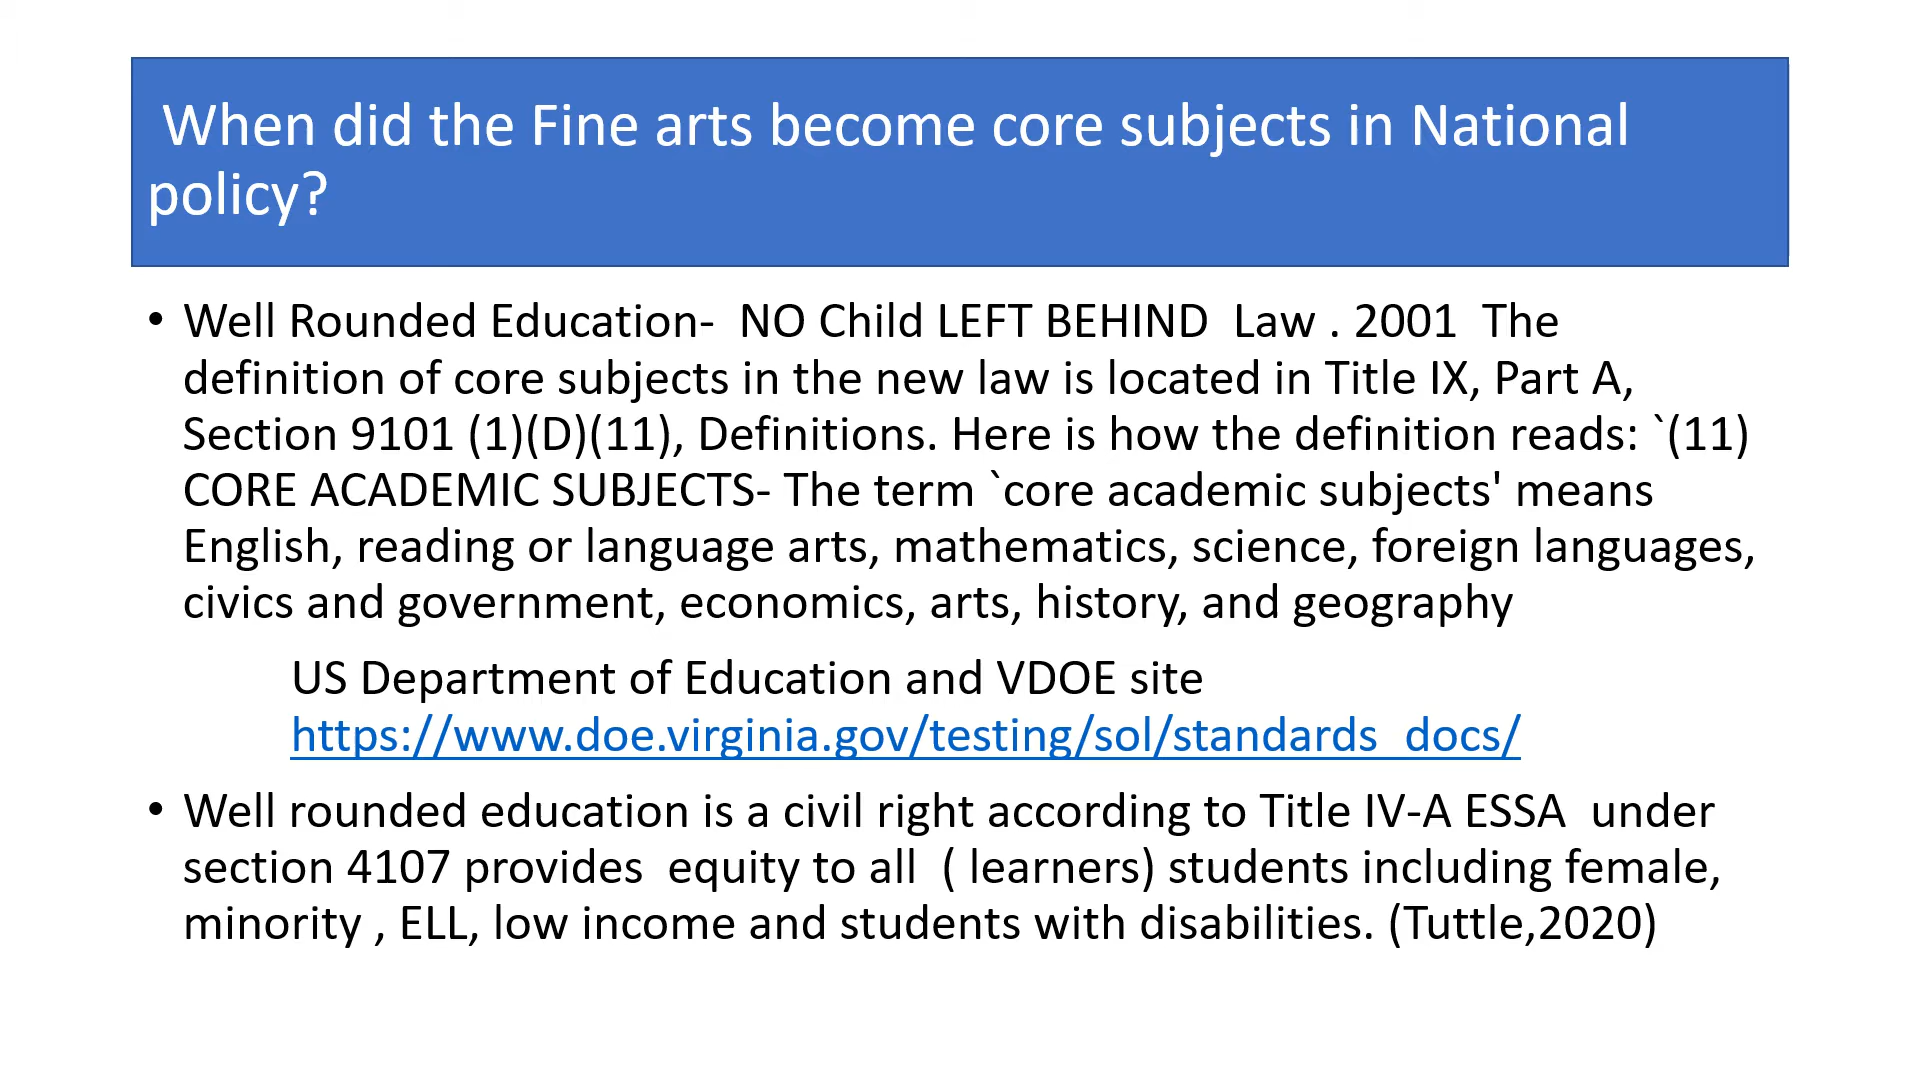 When did the Fine arts become core subjects in National
policy?
• Well Rounded Education-  NO Child LEFT BEHIND  Law . 2001  The
definition of core subjects in the new law is located in Title IX, Part A,
Section 9101 (1)(D)(11), Definitions. Here is how the definition reads: `(11)
CORE ACADEMIC SUBJECTS- The term `core academic subjects' means
English, reading or language arts, mathematics, science, foreign languages,
civics and government, economics, arts, history, and geography
US Department of Education and VDOE site
https://www.doe.virginia.gov/testing/sol/standards_docs/
• Well rounded education is a civil right according to Title IV-A ESSA  under
section 4107 provides  equity to all  ( learners) students including female,
minority , ELL, low income and students with disabilities. (Tuttle,2020)